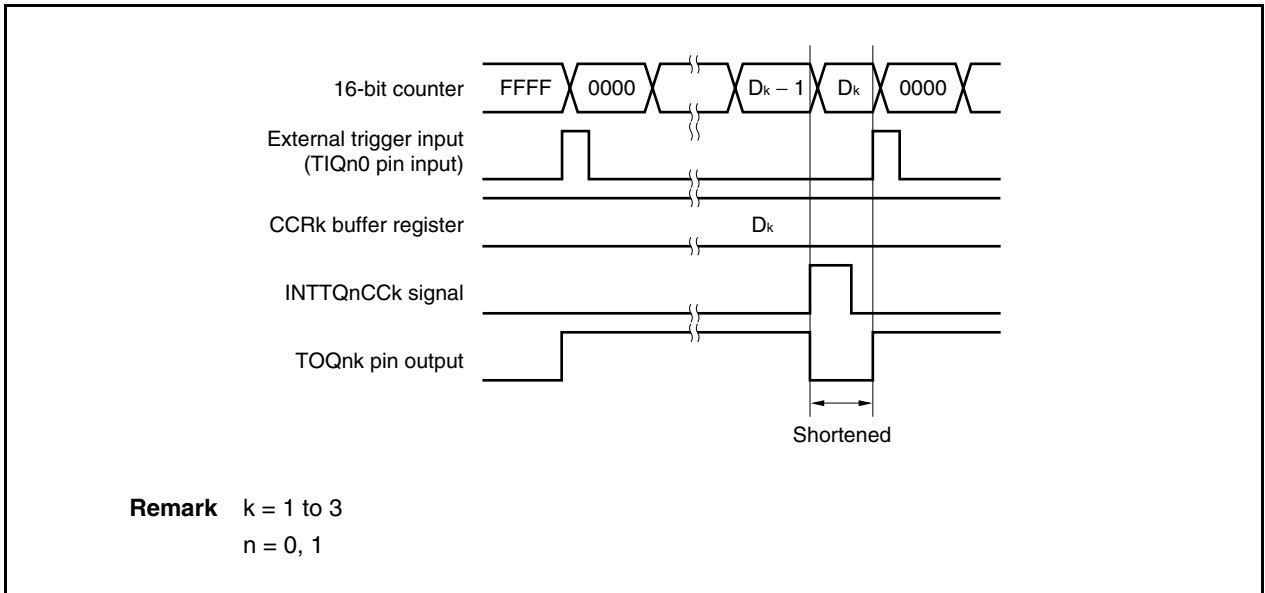 16-bit counter FFFF 0000 Dk – 1 Dk 0000
External trigger input
(TIQn0 pin input)
CCRk buffer register Dk
INTTQnCCk signal
TOQnk pin output
Shortened
Remark k = 1 to 3
n = 0, 1